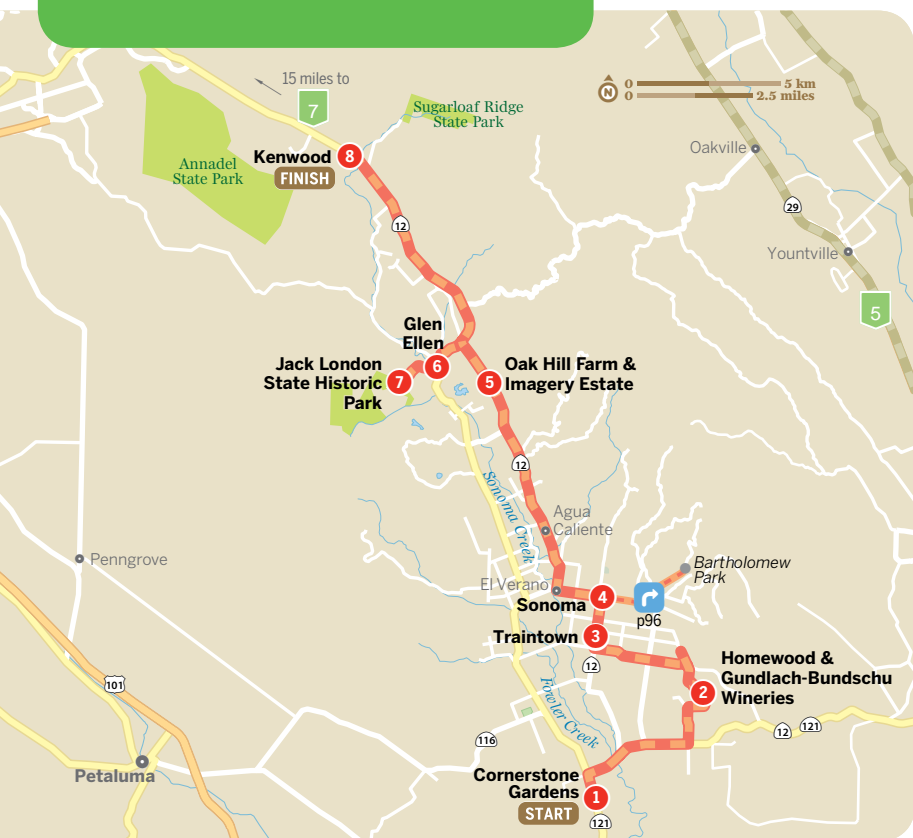 15 miles to
7
0 5 km
N
0 2.5 miles
Sugarloaf Ridge
State Park
Annadel
State Park
Kenwood 8
FINISH
Oakville
12
29
Yountville
5
Glen
Ellen
6
Jack London
State Historic
Park
7
5
Oak Hill Farm &
Imagery Estate
12
Sonoma Creek
Agua
Caliente
Penngrove
El Verano
Bartholomew
Park
Sonoma 4
p96
Traintown 3
12
Homewood &
Gundlach-Bundschu
Wineries
2
101
Fowler Creek
12
121
116
Petaluma
Cornerstone
Gardens
1
START
121